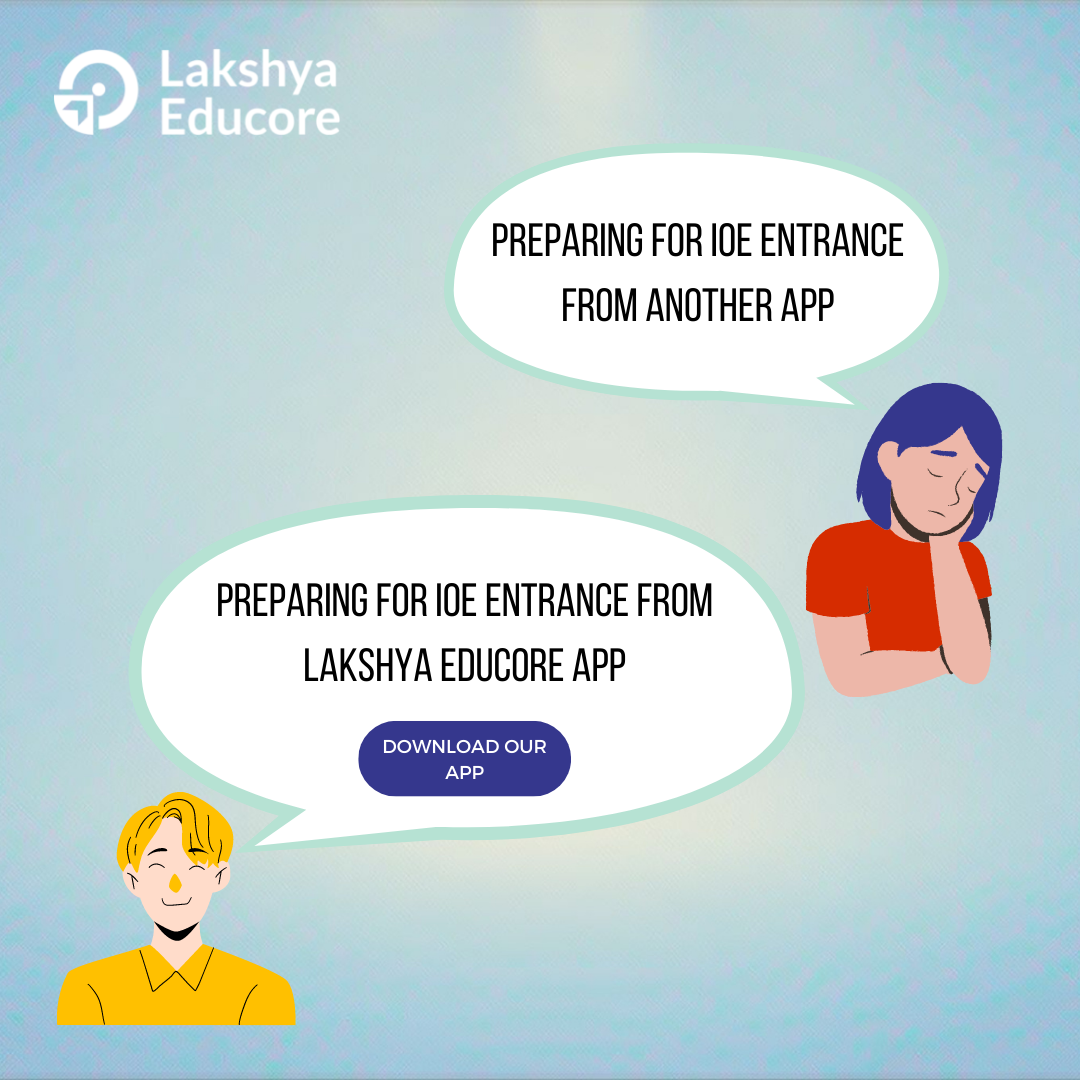 Lakshya
Educore
PREPARING FOR IOE ENTRANCE
FROM ANOTHER APP
PREPARING FOR IOE ENTRANCE FROM
LAKSHYA EDUCORE APP
DOWNLOAD OUR
APP